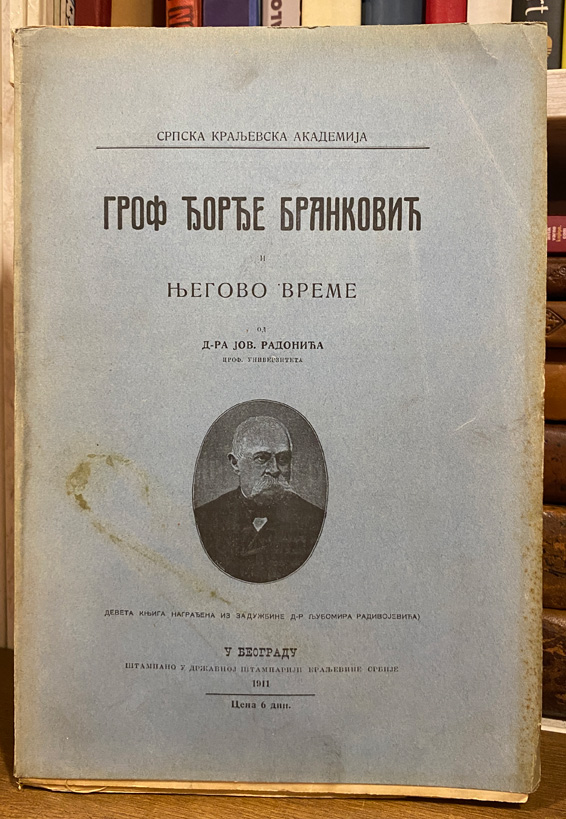 СРПСКА КРАЉЕВСКА АКАДЕМИЈА
ГРОФ ЂОРЂЕ БРАНКОВИЋ
И
ЊЕГОВО ВРЕМЕ
ОД
Д-РА ЈОВ. РАДОНИЋА
ПРОФ. УНИВЕРЗИТЕТА
ДЕВЕТА КЊИГА НАГРАЂЕНА ИЗ ЗАДУЖБИНЕ Д-Р ЉУБОМИРА РАДИВОЈЕВИЋА)
У БЕОГРАДУ
ШТАМПАНО У ДРЖАВНОЈ ШТАМПАРИЈИ КРАЉЕВИНЕ СРБИЈЕ
1911
Цена 6 дин.